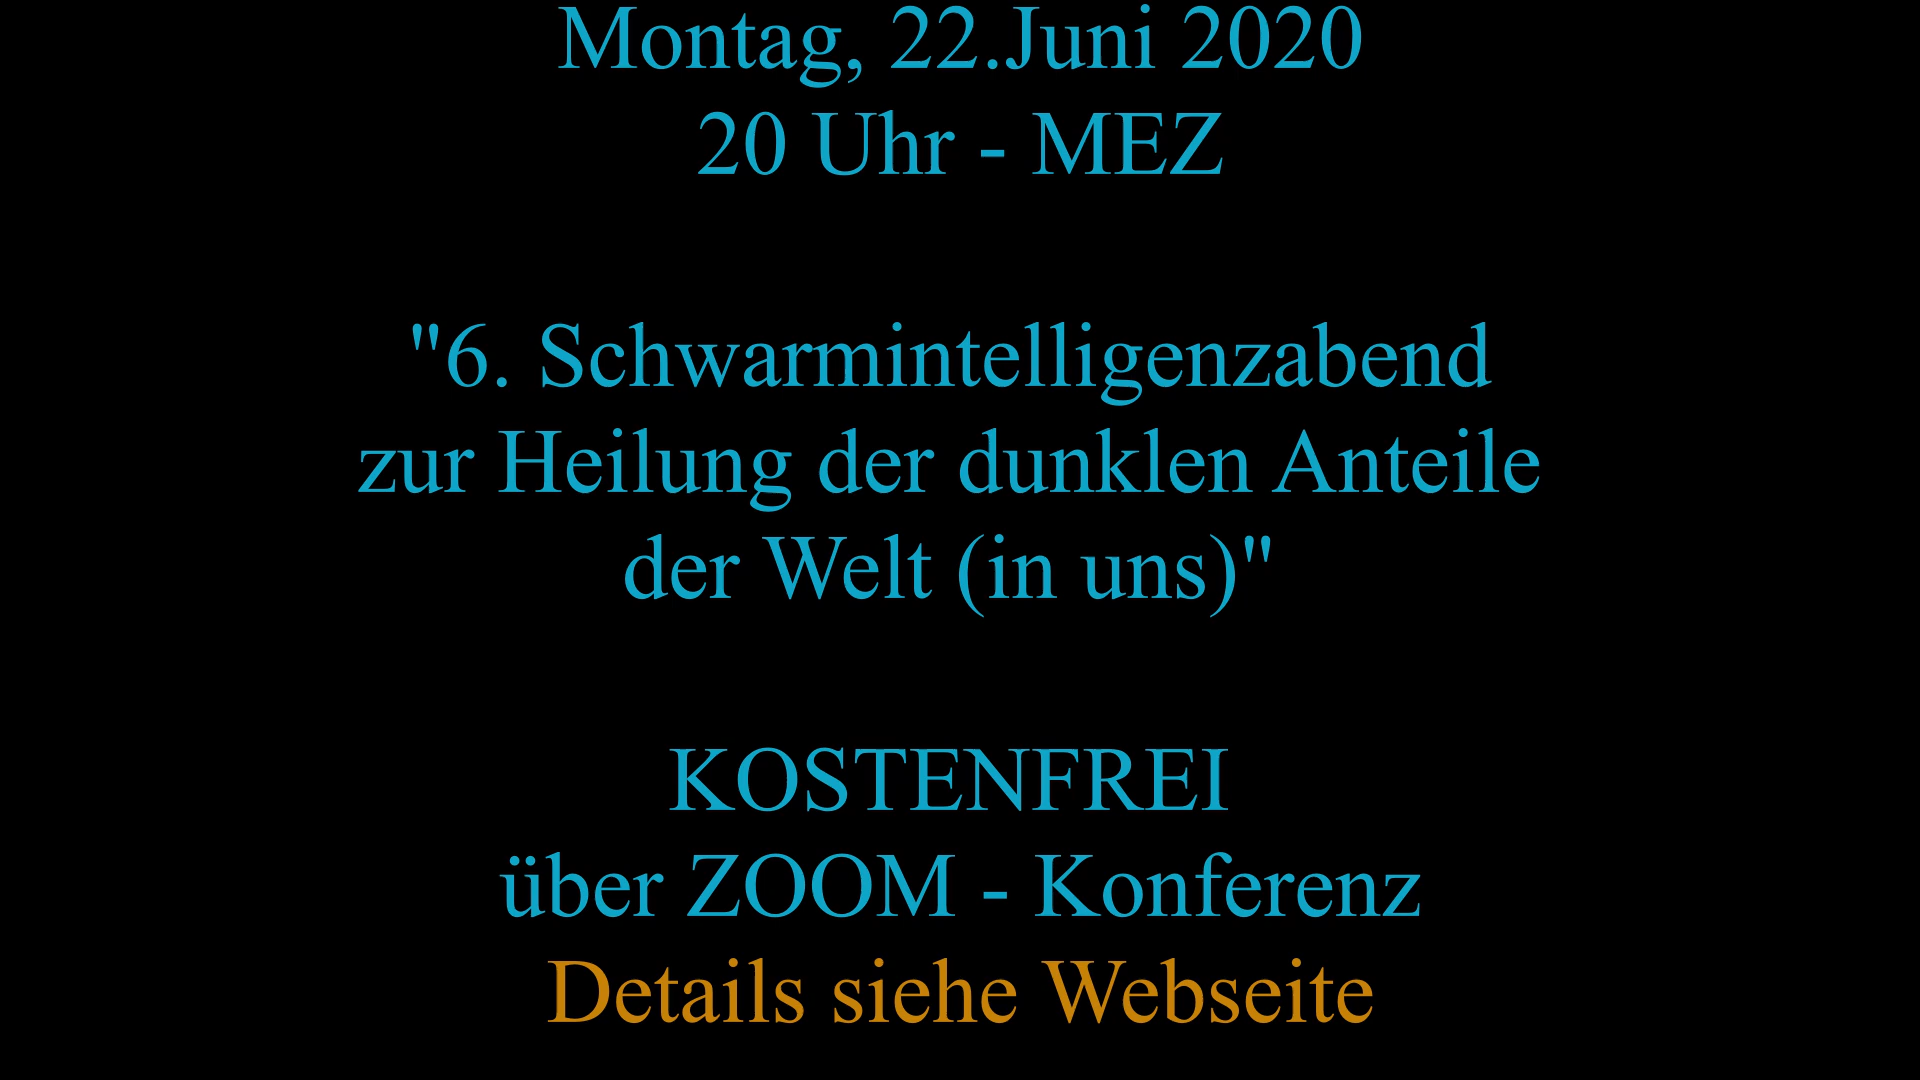 Montag, 22.Juni 2020
20 Uhr - MEZ
"6. Schwarmintelligenzabend
zur Heilung der dunklen Anteile
der Welt (in uns)"
KOSTENFREI
über ZOOM - Konferenz
Details siehe Webseite